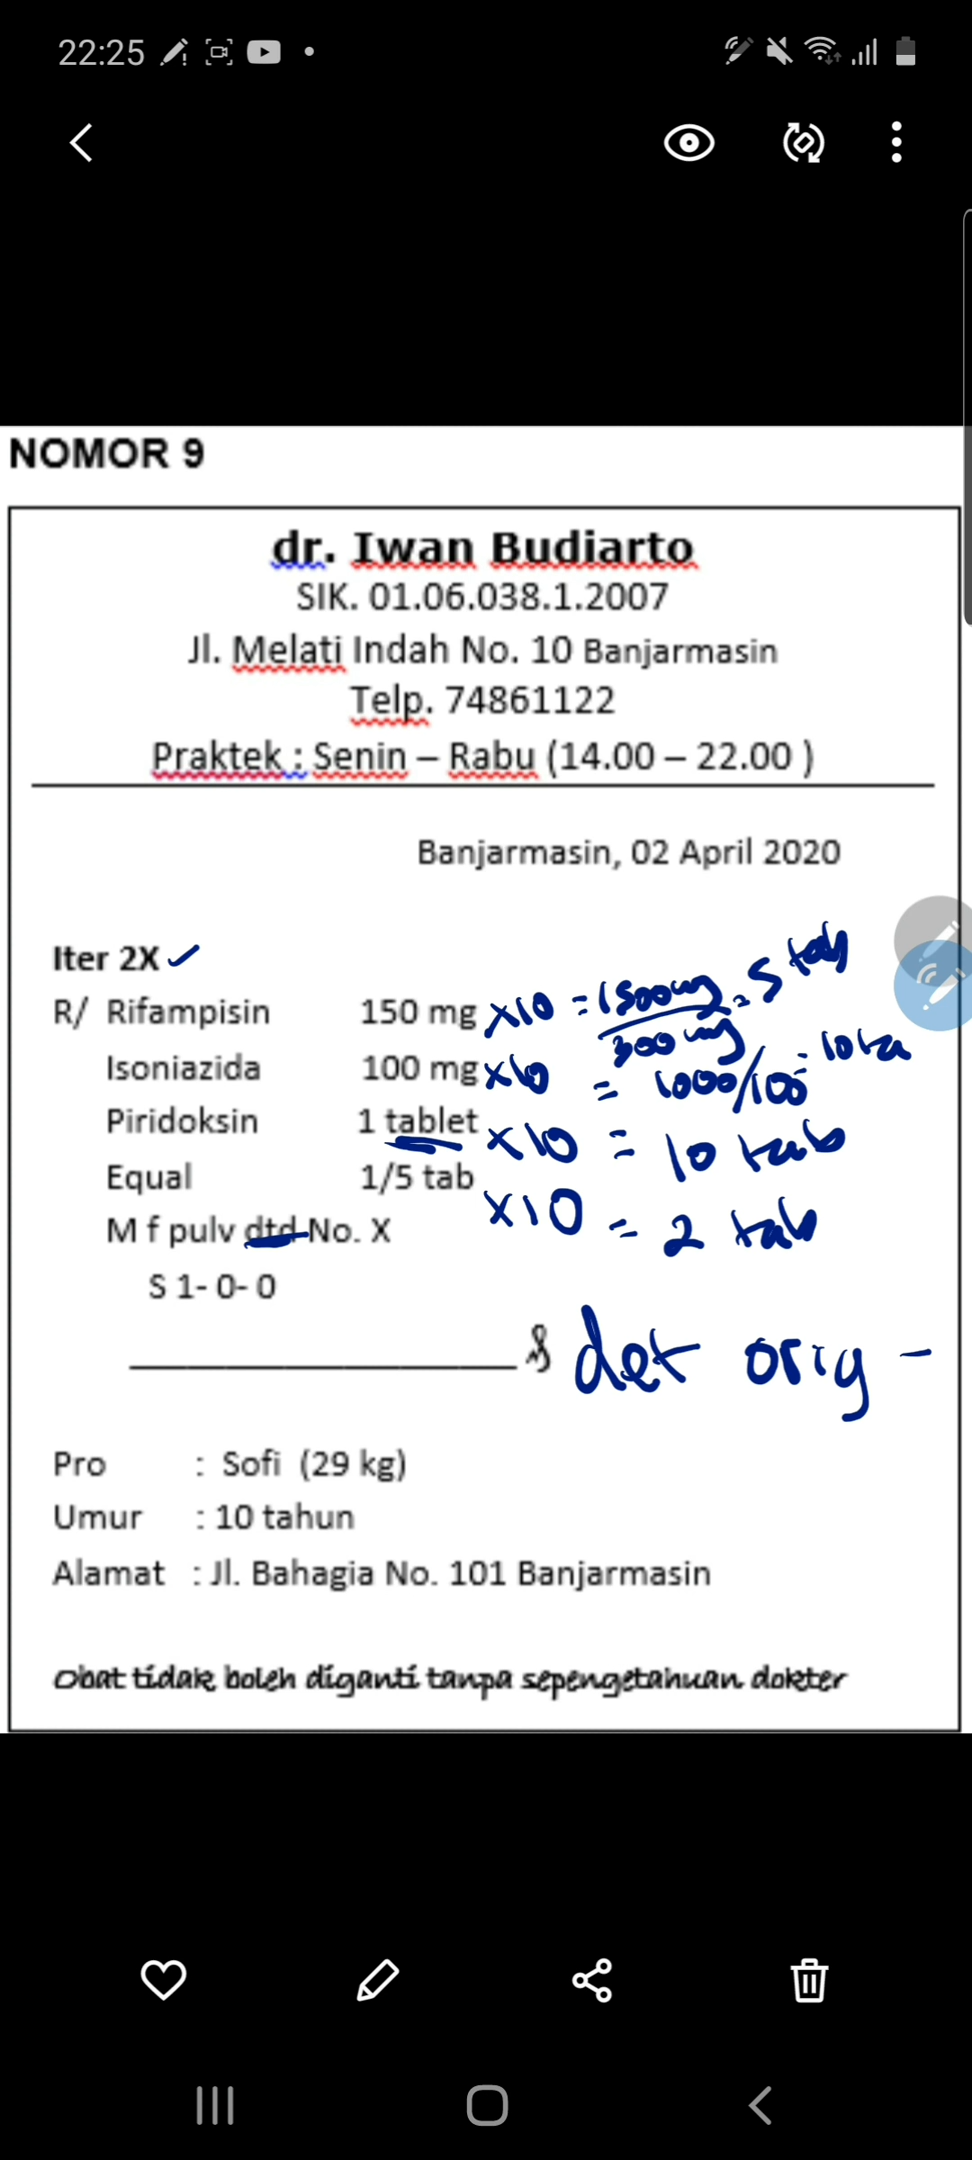 22:25
NOMOR 9
dr. Iwan Budiarto
SIK. 01.06.038.1.2007
Jl. Melati Indah No. 10 Banjarmasin
Telp. 74861122
Praktek : Senin – Rabu (14.00 – 22.00 )
Banjarmasin, 02 April 2020
Iter 2X ✓
R/ Rifampisin 150 mg x10 = 1500mg/300mg = 5 tab
Isoniazida 100 mg x10 = 1000/100 =
Piridoksin 1 tablet x10 = 10 tab
Equal 1/5 tab x10 = 2 tab
M f pulv dtd No. X
S 1- 0- 0
det orig -
Pro : Sofi (29 kg)
Umur : 10 tahun
Alamat : Jl. Bahagia No. 101 Banjarmasin
Obat tidak boleh diganti tanpa sepengetahuan dokter